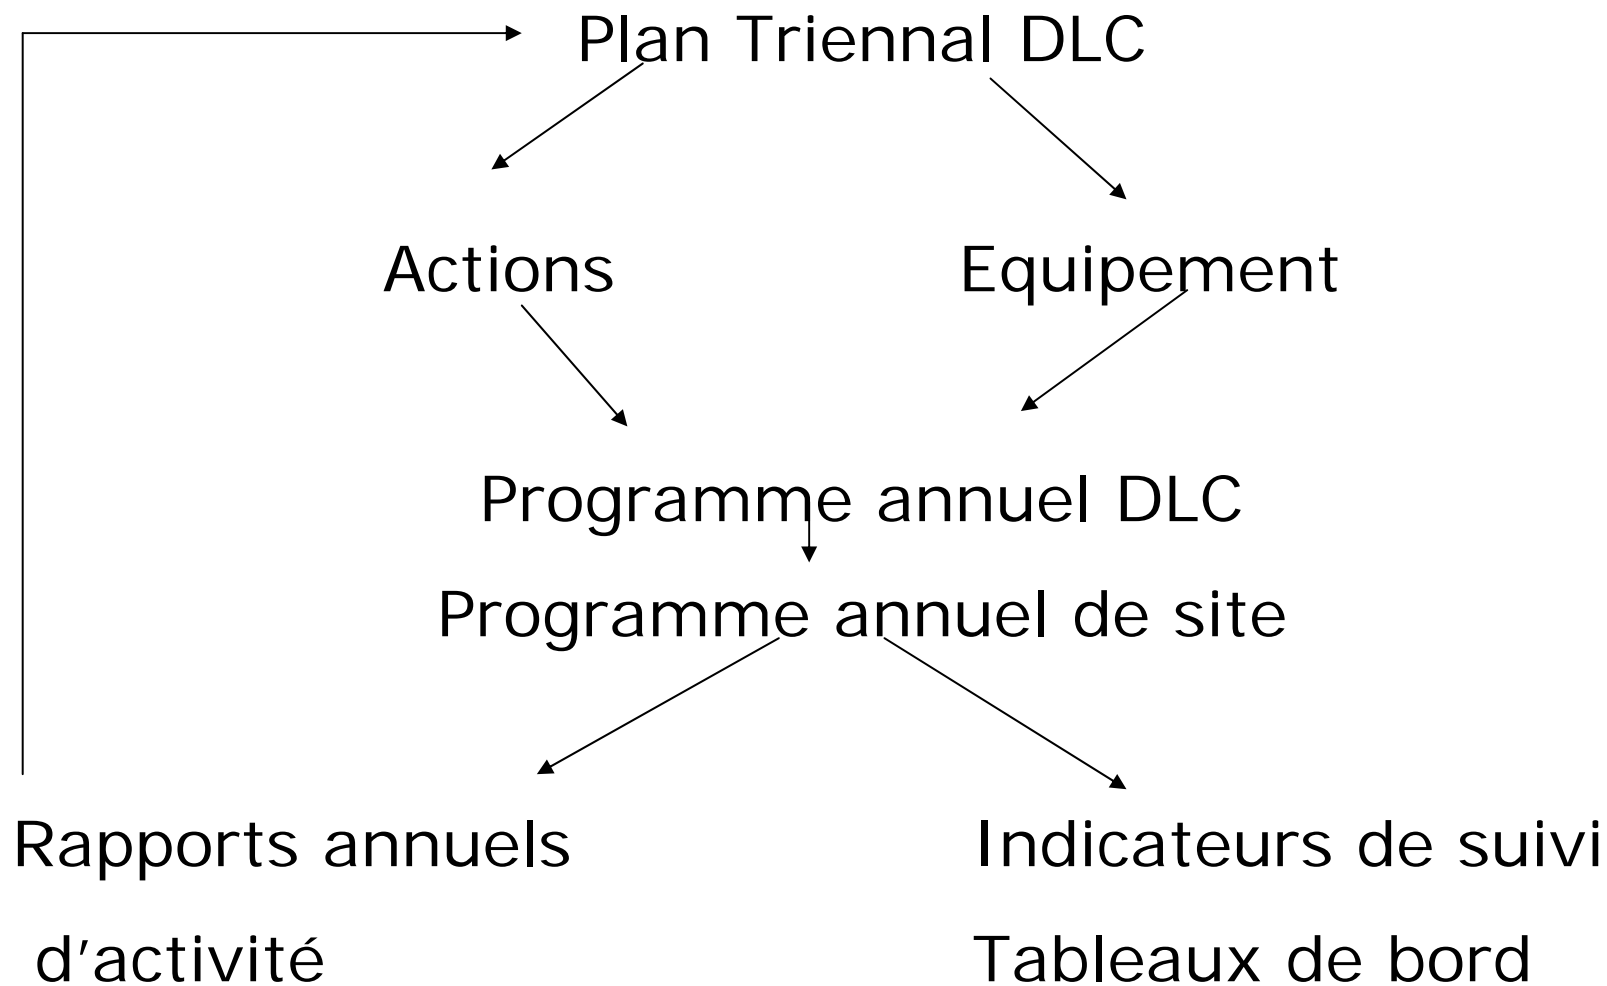 Plan Triennal DLC
Actions
Equipement
Programme annuel DLC
Programme annuel de site
Rapports annuels
d'activité
Indicateurs de suivi
Tableaux de bord